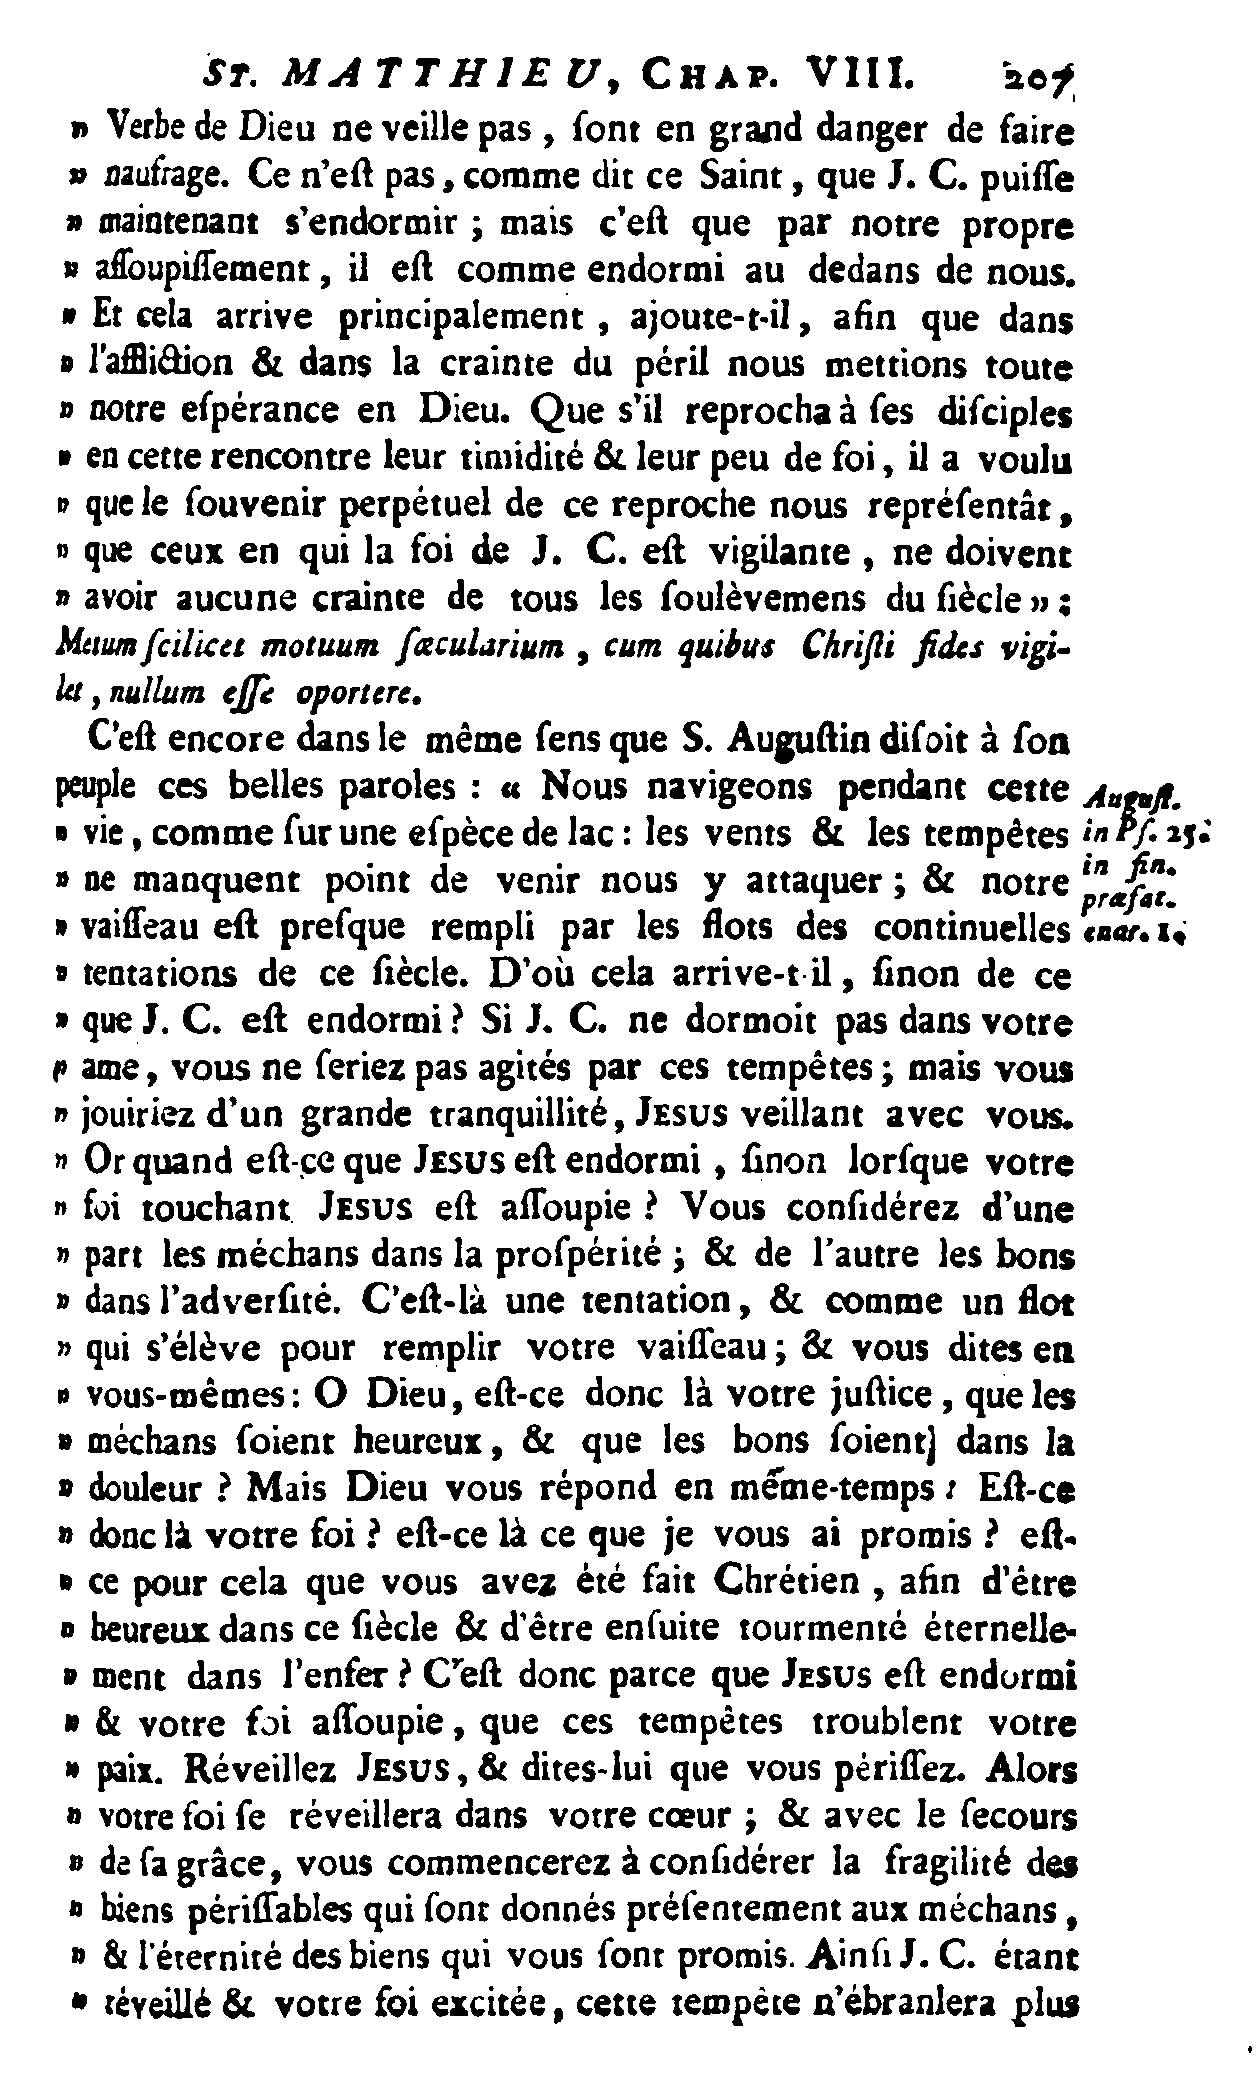 ST. MATTHIEU, CHAP. VIII. 207
» Verbe de Dieu ne veille pas, ſont en grand danger de faire
» naufrage. Ce n'eſt pas, comme dit ce Saint, que J. C. puiſſe
» maintenant s'endormir ; mais c'eſt que par notre propre
» aſſoupiſſement, il eſt comme endormi au dedans de nous.
» Et cela arrive principalement, ajoute-t-il, afin que dans
» l'affliction & dans la crainte du péril nous mettions toute
» notre eſpérance en Dieu. Que s'il reprocha à ſes diſciples
» en cette rencontre leur timidité & leur peu de foi, il a voulu
» que le ſouvenir perpétuel de ce reproche nous repréſentât,
» que ceux en qui la foi de J. C. eſt vigilante, ne doivent
» avoir aucune crainte de tous les ſoulèvemens du ſiècle » :
Metum ſcilicet motuum ſæcularium, cum quibus Chriſti fides vigi-
let, nullum eſſe oportere.
C'eſt encore dans le même ſens que S. Auguſtin diſoit à ſon
peuple ces belles paroles : « Nous navigeons pendant cette
» vie, comme ſur une eſpèce de lac : les vents & les tempêtes
» ne manquent point de venir nous y attaquer ; & notre
» vaiſſeau eſt preſque rempli par les flots des continuelles
» tentations de ce ſiècle. D'où cela arrive-t-il, ſinon de ce
» que J. C. eſt endormi ? Si J. C. ne dormoit pas dans votre
» ame, vous ne ſeriez pas agités par ces tempêtes ; mais vous
» jouiriez d'un grande tranquillité, JESUS veillant avec vous.
» Or quand eſt-ce que JESUS eſt endormi, ſinon lorſque votre
» foi touchant JESUS eſt aſſoupie ? Vous conſidérez d'une
» part les méchans dans la proſpérité ; & de l'autre les bons
» dans l'adverſité. C'eſt-là une tentation, & comme un flot
» qui s'élève pour remplir votre vaiſſeau ; & vous dites en
» vous-mêmes : O Dieu, eſt-ce donc là votre juſtice, que les
» méchans ſoient heureux, & que les bons ſoient] dans la
» douleur ? Mais Dieu vous répond en même-temps : Eſt-ce
» donc là votre foi ? eſt-ce là ce que je vous ai promis ? eſt-
» ce pour cela que vous avez été fait Chrétien, afin d'être
» heureux dans ce ſiècle & d'être enſuite tourmenté éternelle-
» ment dans l'enfer ? C'eſt donc parce que JESUS eſt endormi
» & votre foi aſſoupie, que ces tempêtes troublent votre
» paix. Réveillez JESUS, & dites-lui que vous périſſez. Alors
» votre foi ſe réveillera dans votre cœur ; & avec le ſecours
» de ſa grâce, vous commencerez à conſidérer la fragilité des
» biens périſſables qui ſont donnés préſentement aux méchans,
» & l'éternité des biens qui vous ſont promis. Ainſi J. C. étant
» réveillé & votre foi excitée, cette tempête n'ébranlera plus
Auguſt.
in Pſ. 25.
in fin.
præfat.
enar. 1.